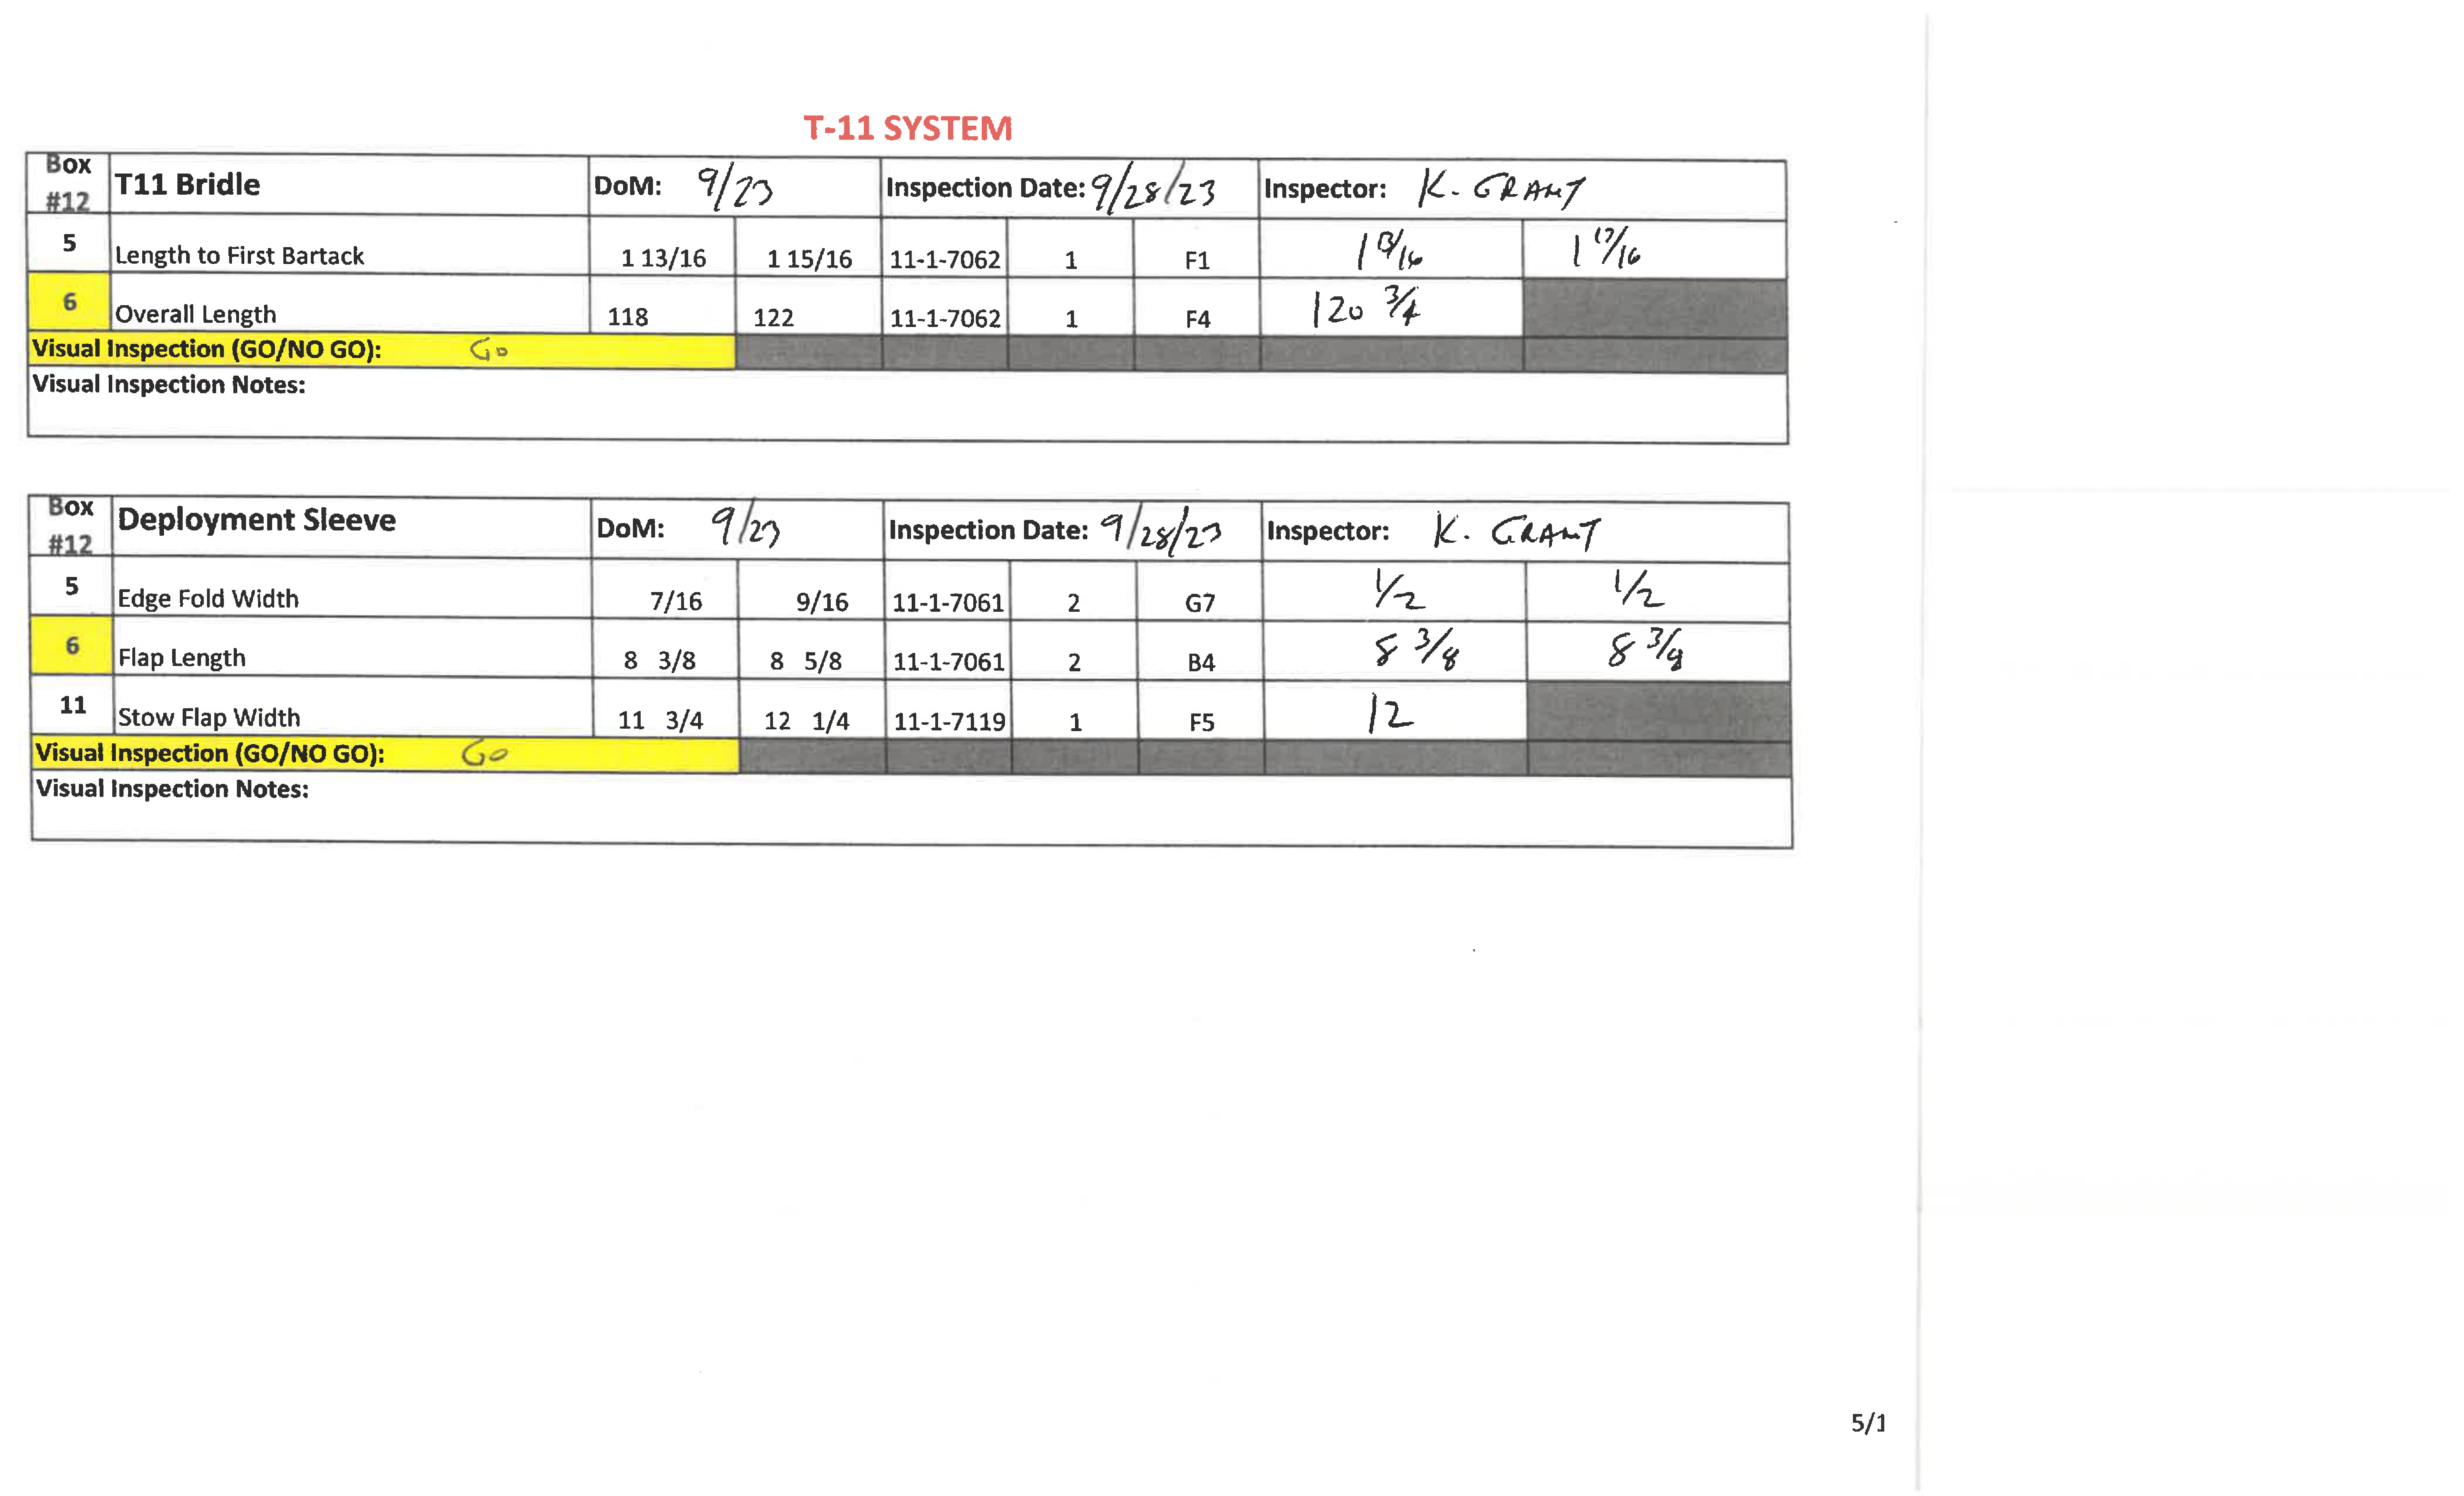 T-11 SYSTEM
Box #12 T11 Bridle DoM: 9/23 Inspection Date: 9/28/23 Inspector: K. GRANT
5 Length to First Bartack 1 13/16 1 15/16 11-1-7062 1 F1 1 13/16 1 13/16
6 Overall Length 118 122 11-1-7062 1 F4 120 3/4
Visual Inspection (GO/NO GO): GO
Visual Inspection Notes:
Box #12 Deployment Sleeve DoM: 9/23 Inspection Date: 9/28/23 Inspector: K. GRANT
5 Edge Fold Width 7/16 9/16 11-1-7061 2 G7 1/2 1/2
6 Flap Length 8 3/8 8 5/8 11-1-7061 2 B4 8 3/8 8 3/8
11 Stow Flap Width 11 3/4 12 1/4 11-1-7119 1 F5 12
Visual Inspection (GO/NO GO): GO
Visual Inspection Notes:
5/1